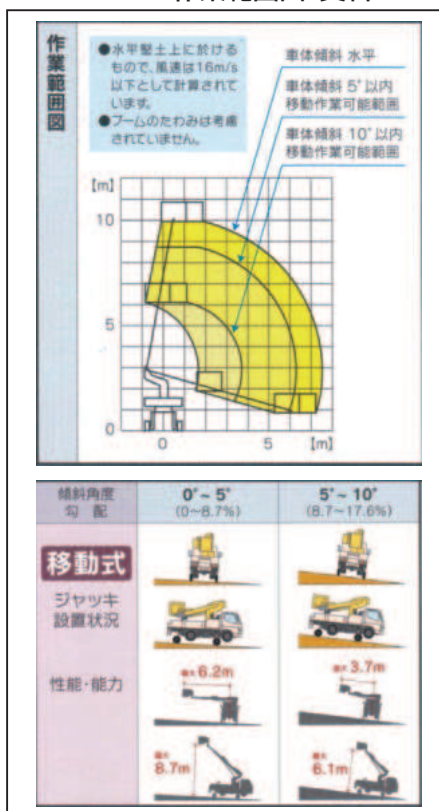 作業範囲図
●水平堅土上に於ける
もので、風速は16m/s
以下として計算されて
います。
●ブームのたわみは考慮
されていません。
車体傾斜 水平
車体傾斜 5°以内
移動作業可能範囲
車体傾斜 10°以内
移動作業可能範囲
[m]
10
5
0
0 5 [m]
傾斜角度
勾 配
0°~ 5°
(0~8.7%)
5°~ 10°
(8.7~17.6%)
移動式
ジャッキ
設置状況
性能・能力
最大 6.2m
最大 3.7m
最大
8.7m
最大
6.1m